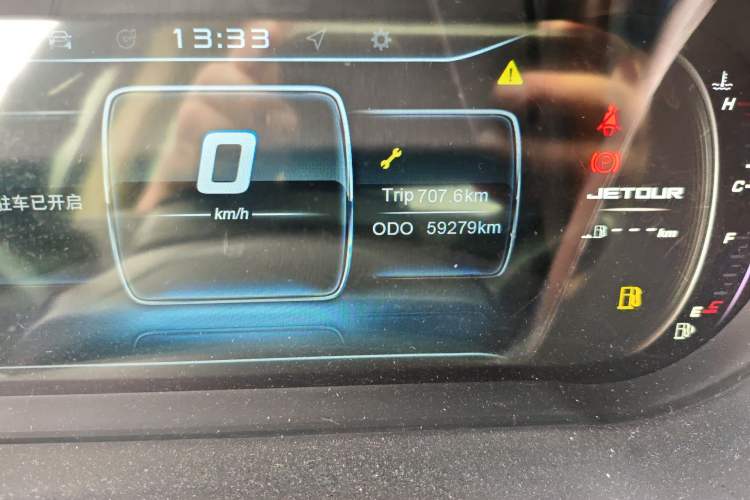 13:33
H
0
km/h
驻车已开启
Trip 707.6km
ODO 59279km
JETOUR
---km
C
F
E